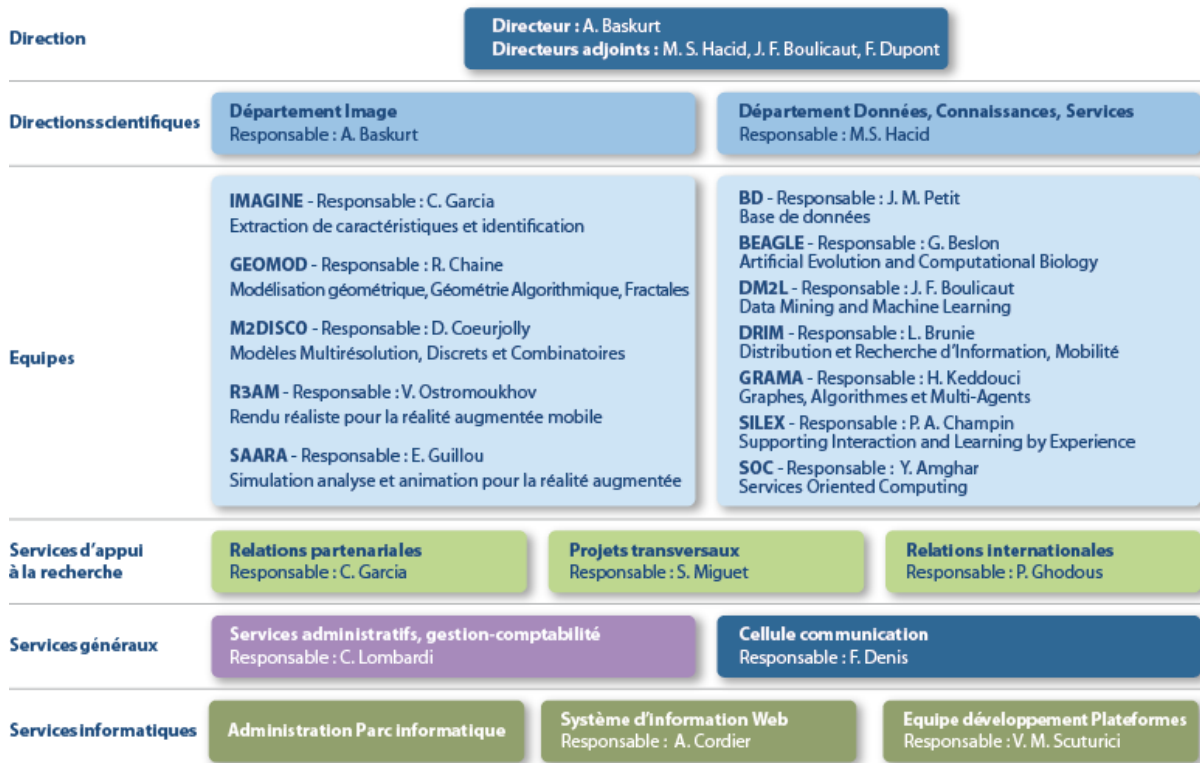 Direction
Directeur : A. Baskurt
Directeurs adjoints : M. S. Hacid, J. F. Boulicaut, F. Dupont
Directions scientifiques
Département Image
Responsable : A. Baskurt
Département Données, Connaissances, Services
Responsable : M.S. Hacid
Equipes
IMAGINE - Responsable : C. Garcia
Extraction de caractéristiques et identification
GEOMOD - Responsable : R. Chaine
Modélisation géométrique, Géométrie Algorithmique, Fractales
M2DISCO - Responsable : D. Coeurjolly
Modèles Multirésolution, Discrets et Combinatoires
R3AM - Responsable : V. Ostromoukhov
Rendu réaliste pour la réalité augmentée mobile
SAARA - Responsable : E. Guillou
Simulation analyse et animation pour la réalité augmentée
BD - Responsable : J. M. Petit
Base de données
BEAGLE - Responsable : G. Beslon
Artificial Evolution and Computational Biology
DM2L - Responsable : J. F. Boulicaut
Data Mining and Machine Learning
DRIM - Responsable : L. Brunie
Distribution et Recherche d'Information, Mobilité
GRAMA - Responsable : H. Keddouci
Graphes, Algorithmes et Multi-Agents
SILEX - Responsable : P. A. Champin
Supporting Interaction and Learning by Experience
SOC - Responsable : Y. Amghar
Services Oriented Computing
Services d'appui
à la recherche
Relations partenariales
Responsable : C. Garcia
Projets transversaux
Responsable : S. Miguet
Relations internationales
Responsable : P. Ghodous
Services généraux
Services administratifs, gestion-comptabilité
Responsable : C. Lombardi
Cellule communication
Responsable : F. Denis
Services informatiques
Administration Parc informatique
Système d'information Web
Responsable : A. Cordier
Equipe développement Plateformes
Responsable : V. M. Scuturici